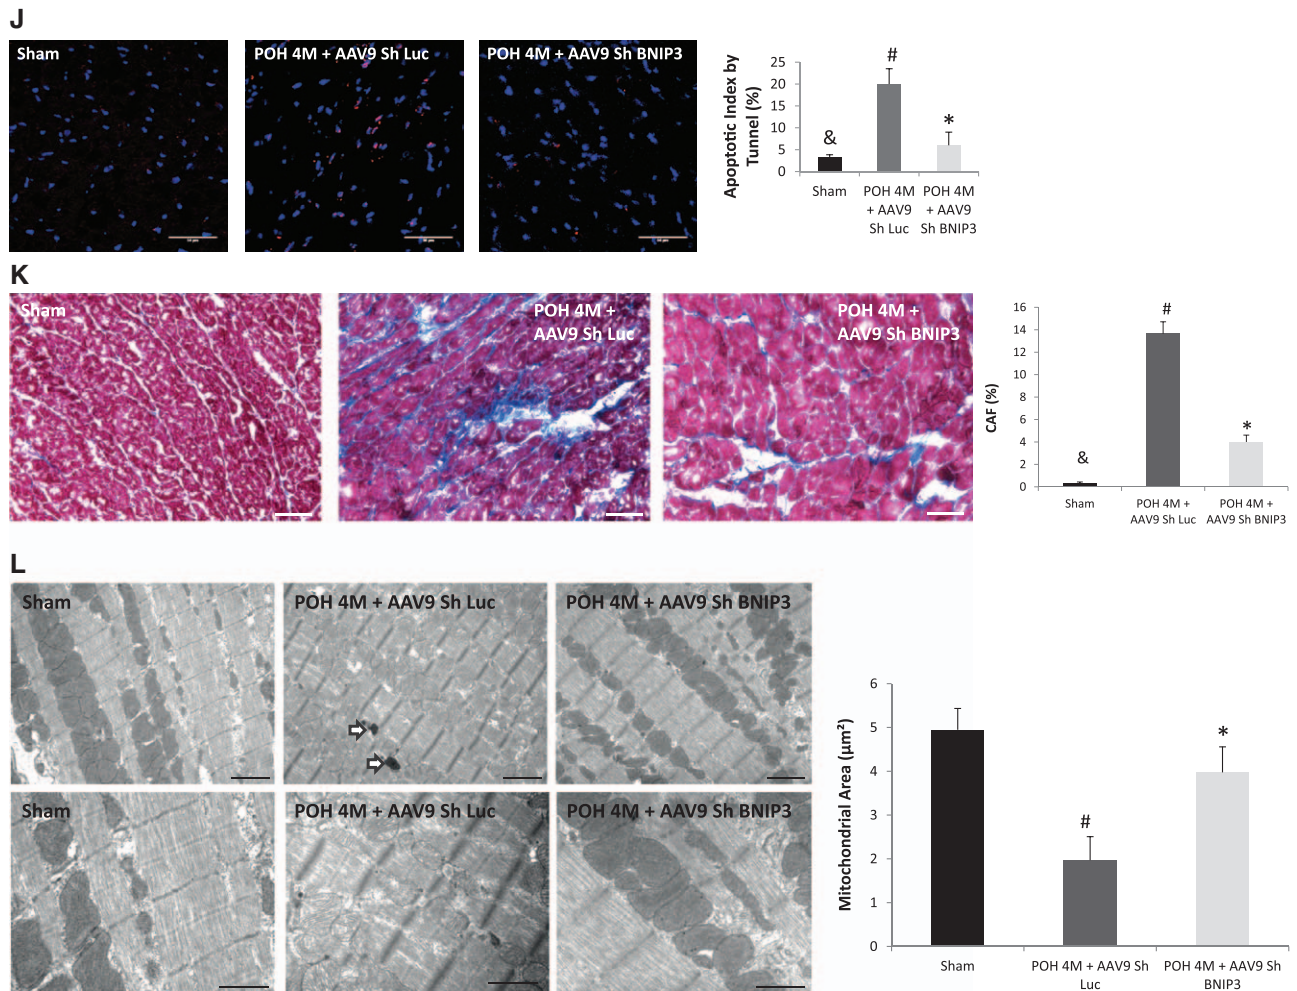 J
Sham
POH 4M + AAV9 Sh Luc
POH 4M + AAV9 Sh BNIP3
Apoptotic Index by
Tunnel (%)
25
20
15
10
5
0
&
#
*
Sham
POH 4M
+ AAV9
Sh Luc
POH 4M
+ AAV9
Sh BNIP3
K
Sham
POH 4M +
AAV9 Sh Luc
POH 4M +
AAV9 Sh BNIP3
CAF (%)
16
14
12
10
8
6
4
2
0
&
#
*
Sham
POH 4M +
AAV9 Sh Luc
POH 4M +
AAV9 Sh BNIP3
L
Sham
POH 4M + AAV9 Sh Luc
POH 4M + AAV9 Sh BNIP3
Sham
POH 4M + AAV9 Sh Luc
POH 4M + AAV9 Sh BNIP3
Mitochondrial Area (µm²)
6
5
4
3
2
1
0
#
*
Sham
POH 4M + AAV9 Sh
Luc
POH 4M + AAV9 Sh
BNIP3